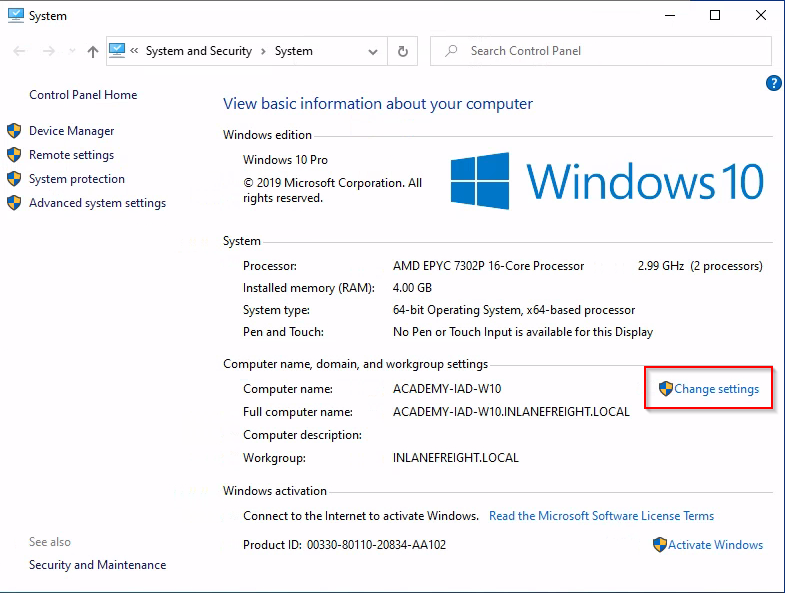 System
« System and Security > System
Search Control Panel
?
Control Panel Home
Device Manager
Remote settings
System protection
Advanced system settings
See also
Security and Maintenance
View basic information about your computer
Windows edition
Windows 10 Pro
© 2019 Microsoft Corporation. All
rights reserved.
Windows 10
System
Processor: AMD EPYC 7302P 16-Core Processor 2.99 GHz (2 processors)
Installed memory (RAM): 4.00 GB
System type: 64-bit Operating System, x64-based processor
Pen and Touch: No Pen or Touch Input is available for this Display
Computer name, domain, and workgroup settings
Computer name: ACADEMY-IAD-W10 Change settings
Full computer name: ACADEMY-IAD-W10.INLANEFREIGHT.LOCAL
Computer description:
Workgroup: INLANEFREIGHT.LOCAL
Windows activation
Connect to the Internet to activate Windows. Read the Microsoft Software License Terms
Product ID: 00330-80110-20834-AA102 Activate Windows